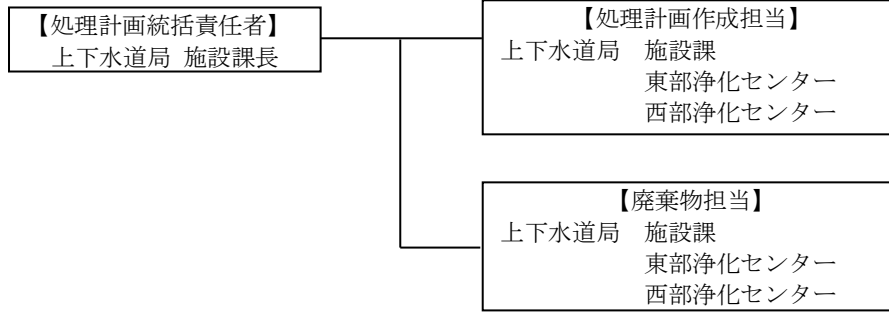 【処理計画統括責任者】
上下水道局 施設課長
【処理計画作成担当】
上下水道局 施設課
東部浄化センター
西部浄化センター
【廃棄物担当】
上下水道局 施設課
東部浄化センター
西部浄化センター